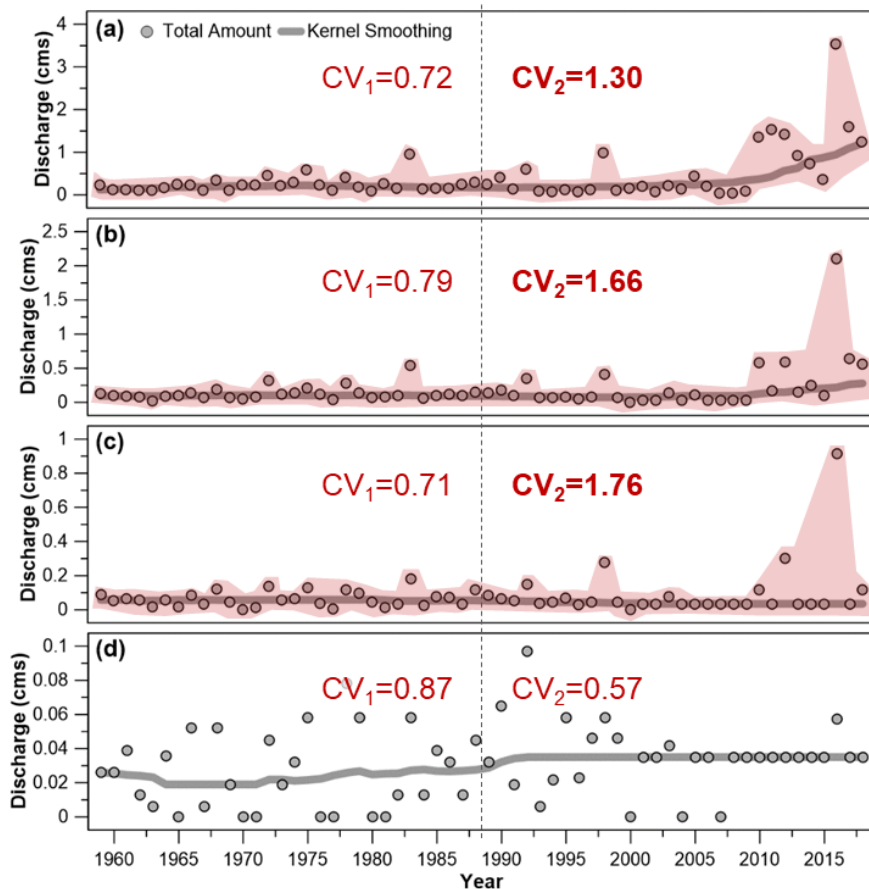 (a) Total Amount Kernel Smoothing
CV₁=0.72 CV₂=1.30
Discharge (cms)
4
3
2
1
0
(b)
CV₁=0.79 CV₂=1.66
Discharge (cms)
2.5
2
1.5
1
0.5
0
(c)
CV₁=0.71 CV₂=1.76
Discharge (cms)
1
0.8
0.6
0.4
0.2
0
(d)
CV₁=0.87 CV₂=0.57
Discharge (cms)
0.1
0.08
0.06
0.04
0.02
0
1960 1965 1970 1975 1980 1985 1990 1995 2000 2005 2010 2015
Year